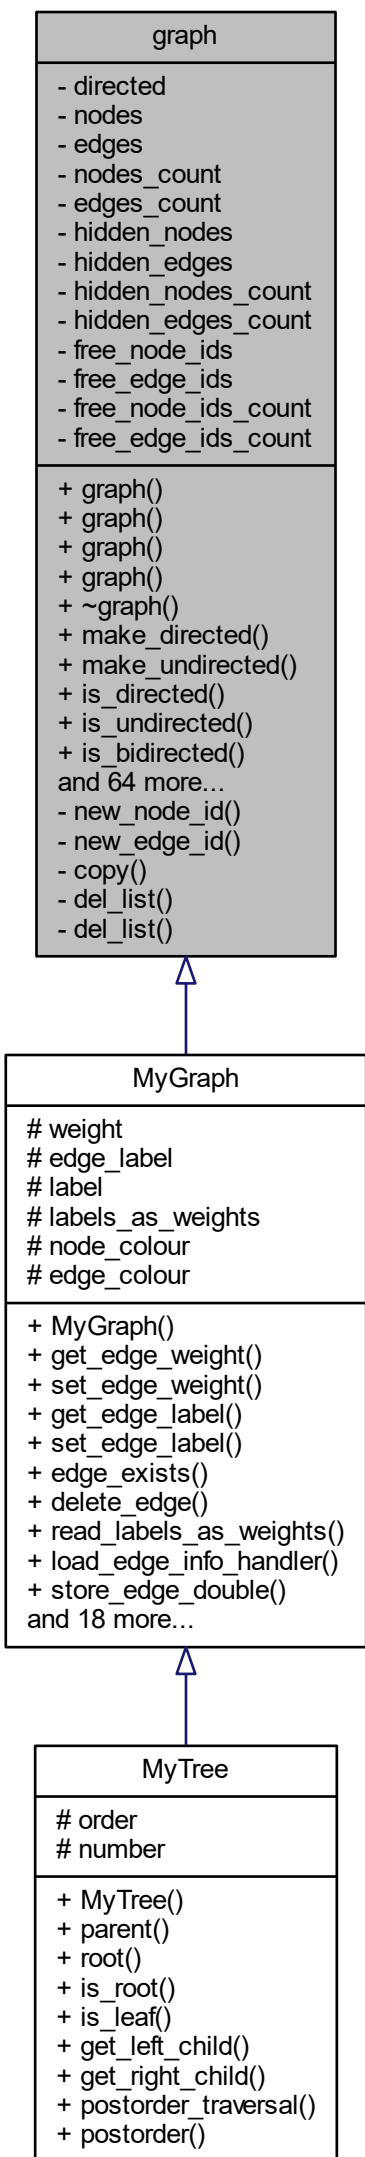 graph
- directed
- nodes
- edges
- nodes_count
- edges_count
- hidden_nodes
- hidden_edges
- hidden_nodes_count
- hidden_edges_count
- free_node_ids
- free_edge_ids
- free_node_ids_count
- free_edge_ids_count
+ graph()
+ graph()
+ graph()
+ graph()
+ ~graph()
+ make_directed()
+ make_undirected()
+ is_directed()
+ is_undirected()
+ is_bidirected()
and 64 more...
- new_node_id()
- new_edge_id()
- copy()
- del_list()
- del_list()
MyGraph
# weight
# edge_label
# label
# labels_as_weights
# node_colour
# edge_colour
+ MyGraph()
+ get_edge_weight()
+ set_edge_weight()
+ get_edge_label()
+ set_edge_label()
+ edge_exists()
+ delete_edge()
+ read_labels_as_weights()
+ load_edge_info_handler()
+ store_edge_double()
and 18 more...
MyTree
# order
# number
+ MyTree()
+ parent()
+ root()
+ is_root()
+ is_leaf()
+ get_left_child()
+ get_right_child()
+ postorder_traversal()
+ postorder()